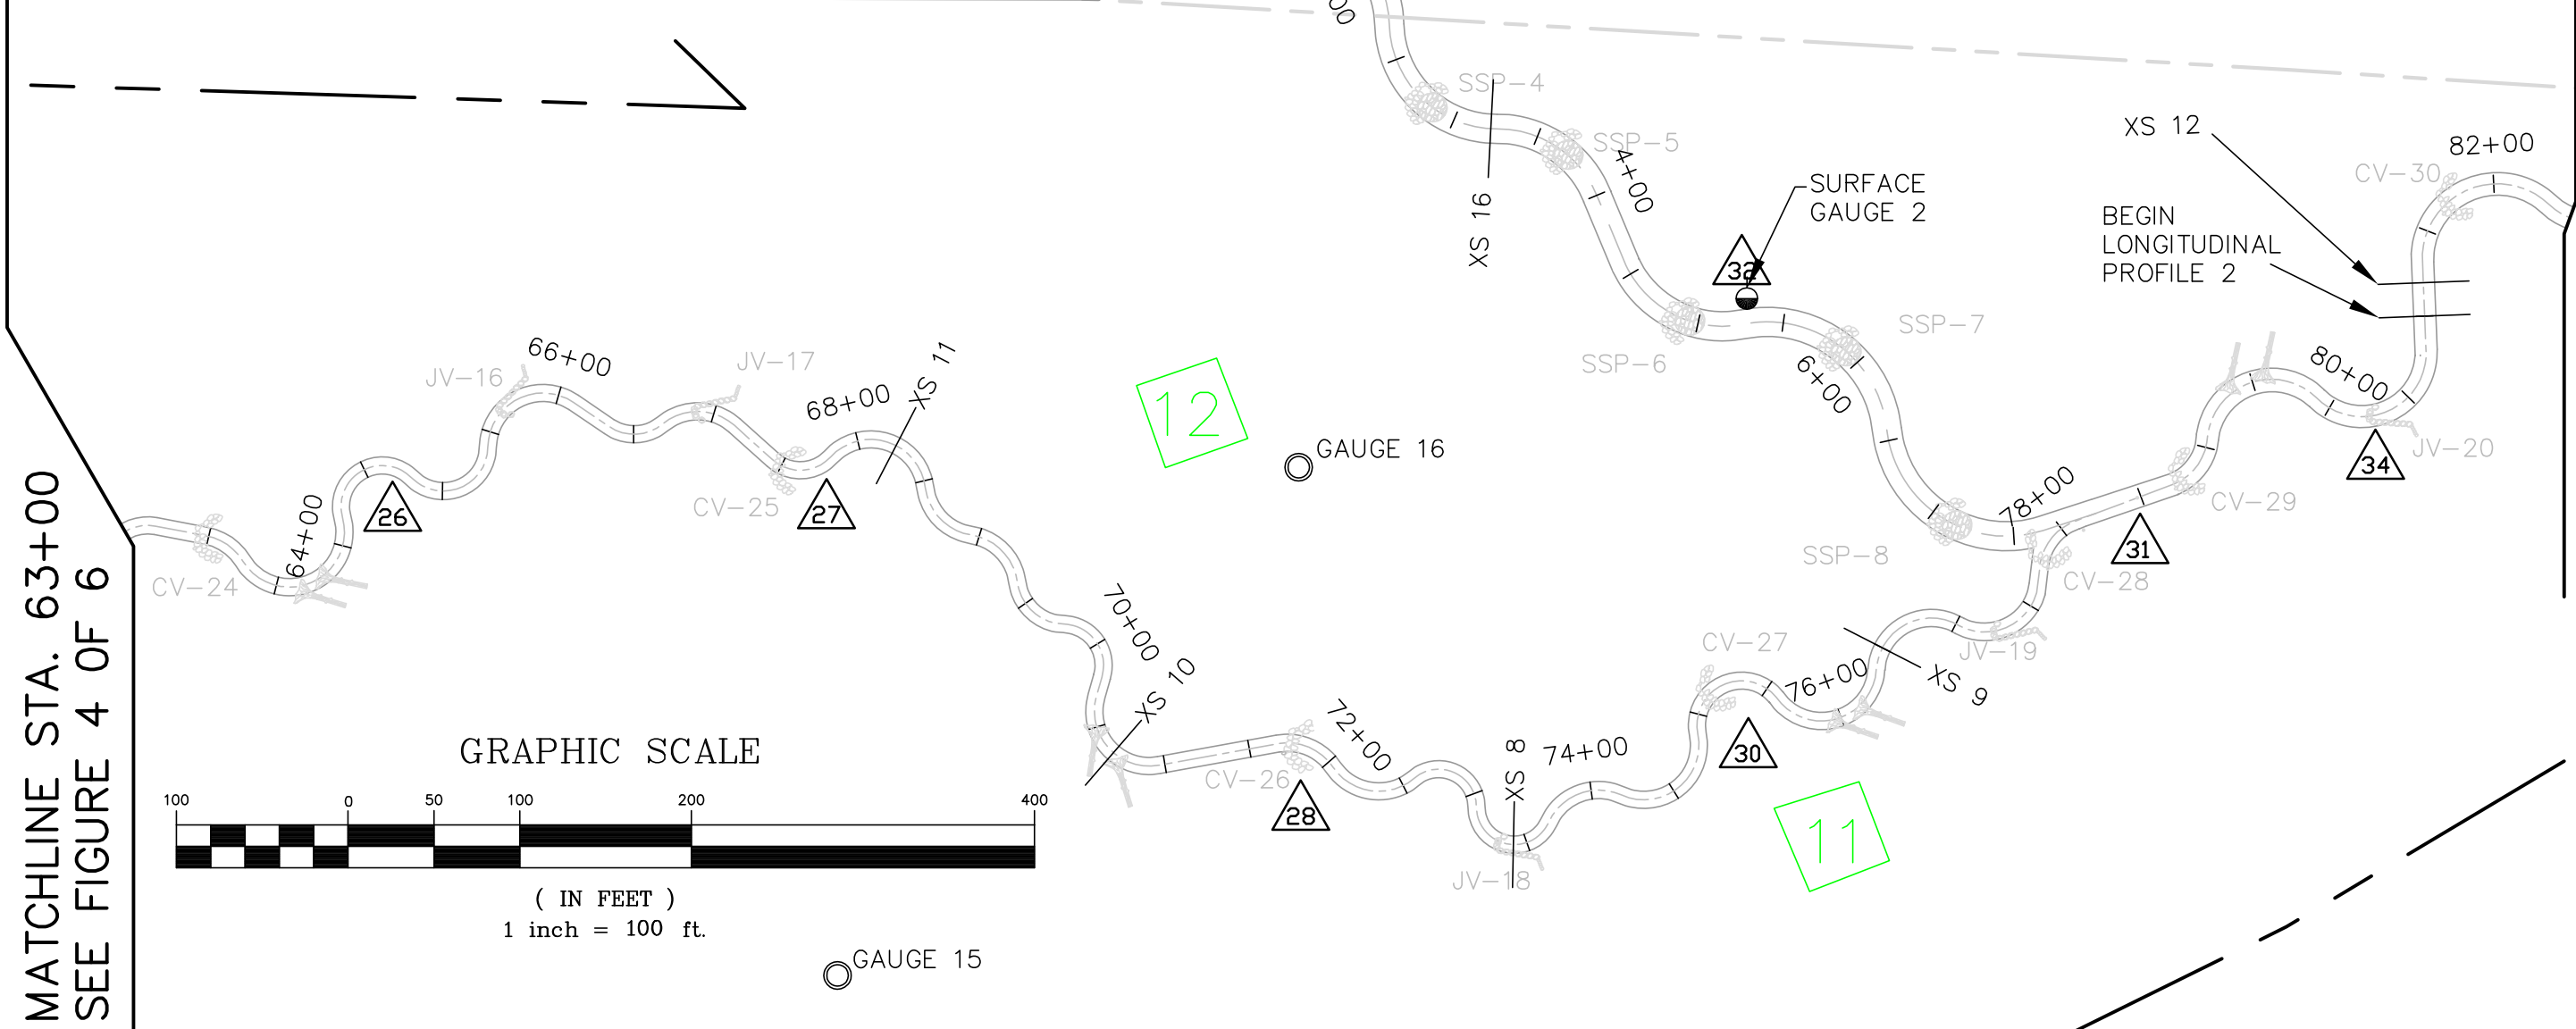 SSP-4
SSP-5
4+00
XS 16
SURFACE
GAUGE 2
32
XS 12
82+00
CV-30
BEGIN
LONGITUDINAL
PROFILE 2
SSP-7
SSP-6
6+00
80+00
JV-20
34
66+00
JV-16
JV-17
68+00
XS 11
12
GAUGE 16
CV-25
27
26
64+00
CV-24
78+00
CV-29
31
SSP-8
CV-28
JV-19
XS 9
76+00
CV-27
30
70+00
XS 10
72+00
CV-26
28
XS 8
74+00
JV-18
11
MATCHLINE STA. 63+00
SEE FIGURE 4 OF 6
GRAPHIC SCALE
100 0 50 100 200 400
( IN FEET )
1 inch = 100 ft.
GAUGE 15